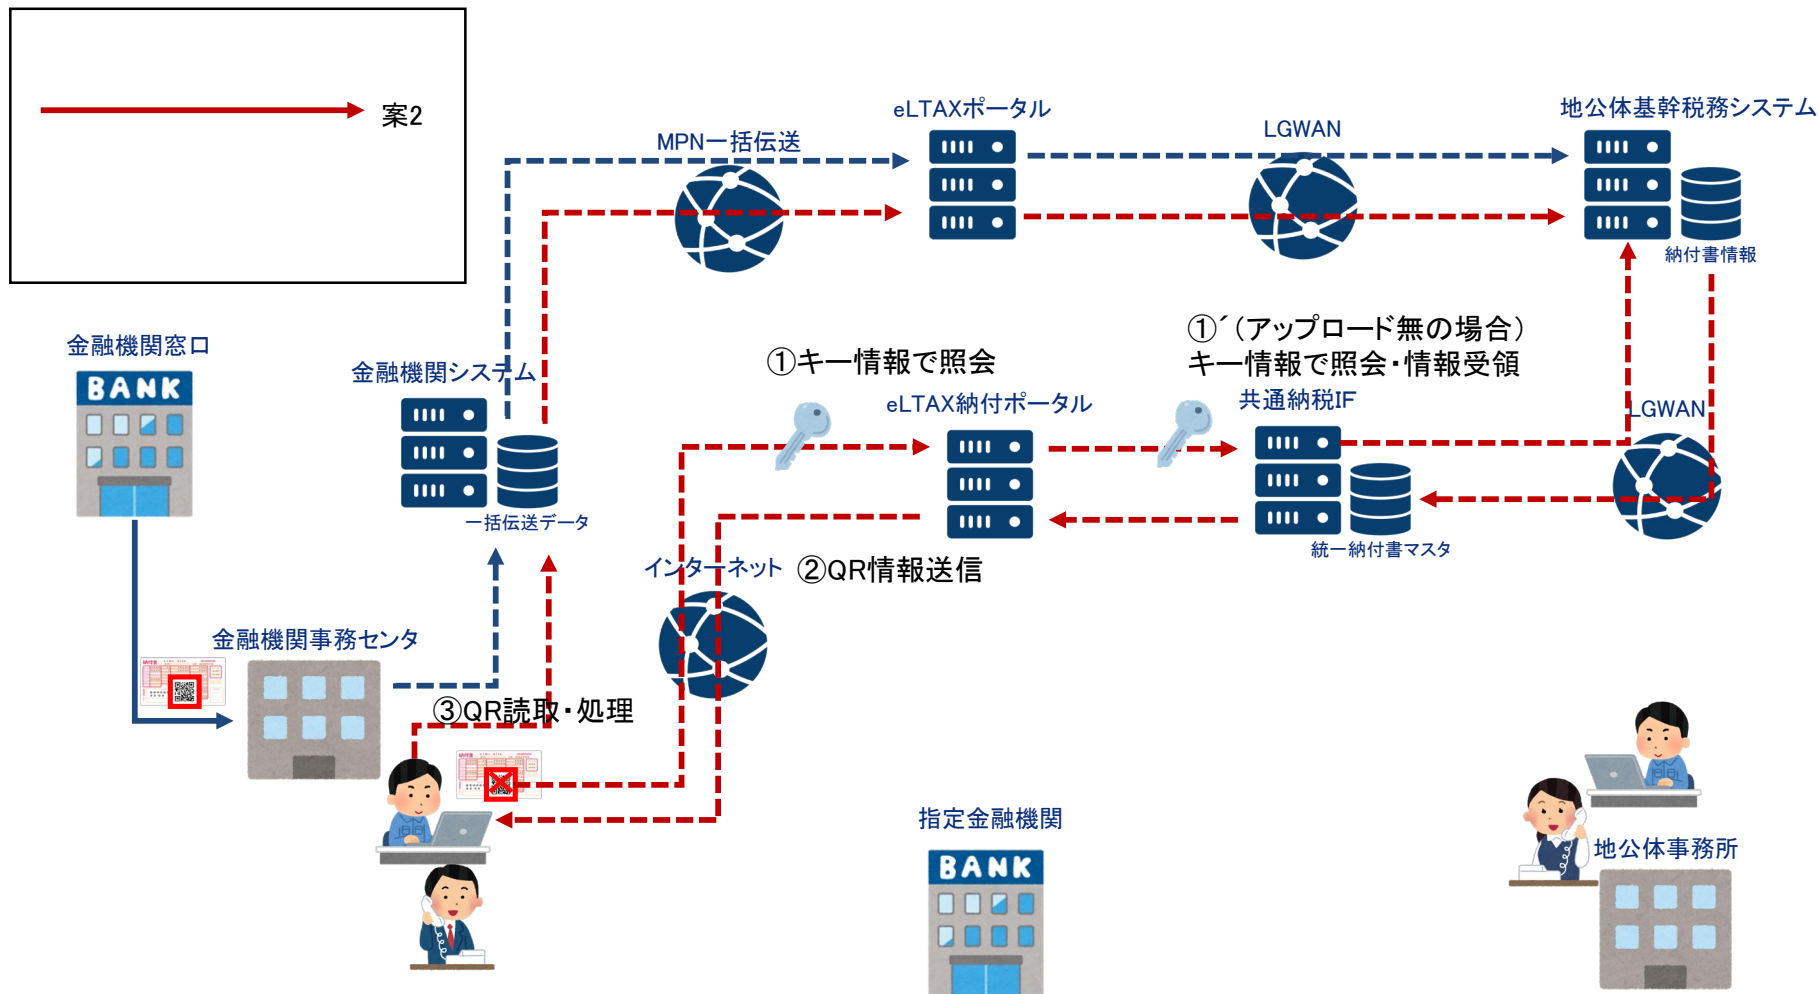 案2
eLTAXポータル
地公体基幹税務システム
MPN一括伝送
LGWAN
納付書情報
①´（アップロード無の場合）
キー情報で照会・情報受領
金融機関窓口
BANK
①キー情報で照会
金融機関システム
eLTAX納付ポータル
共通納税IF
LGWAN
一括伝送データ
統一納付書マスタ
インターネット
②QR情報送信
金融機関事務センタ
③QR読取・処理
指定金融機関
BANK
地公体事務所